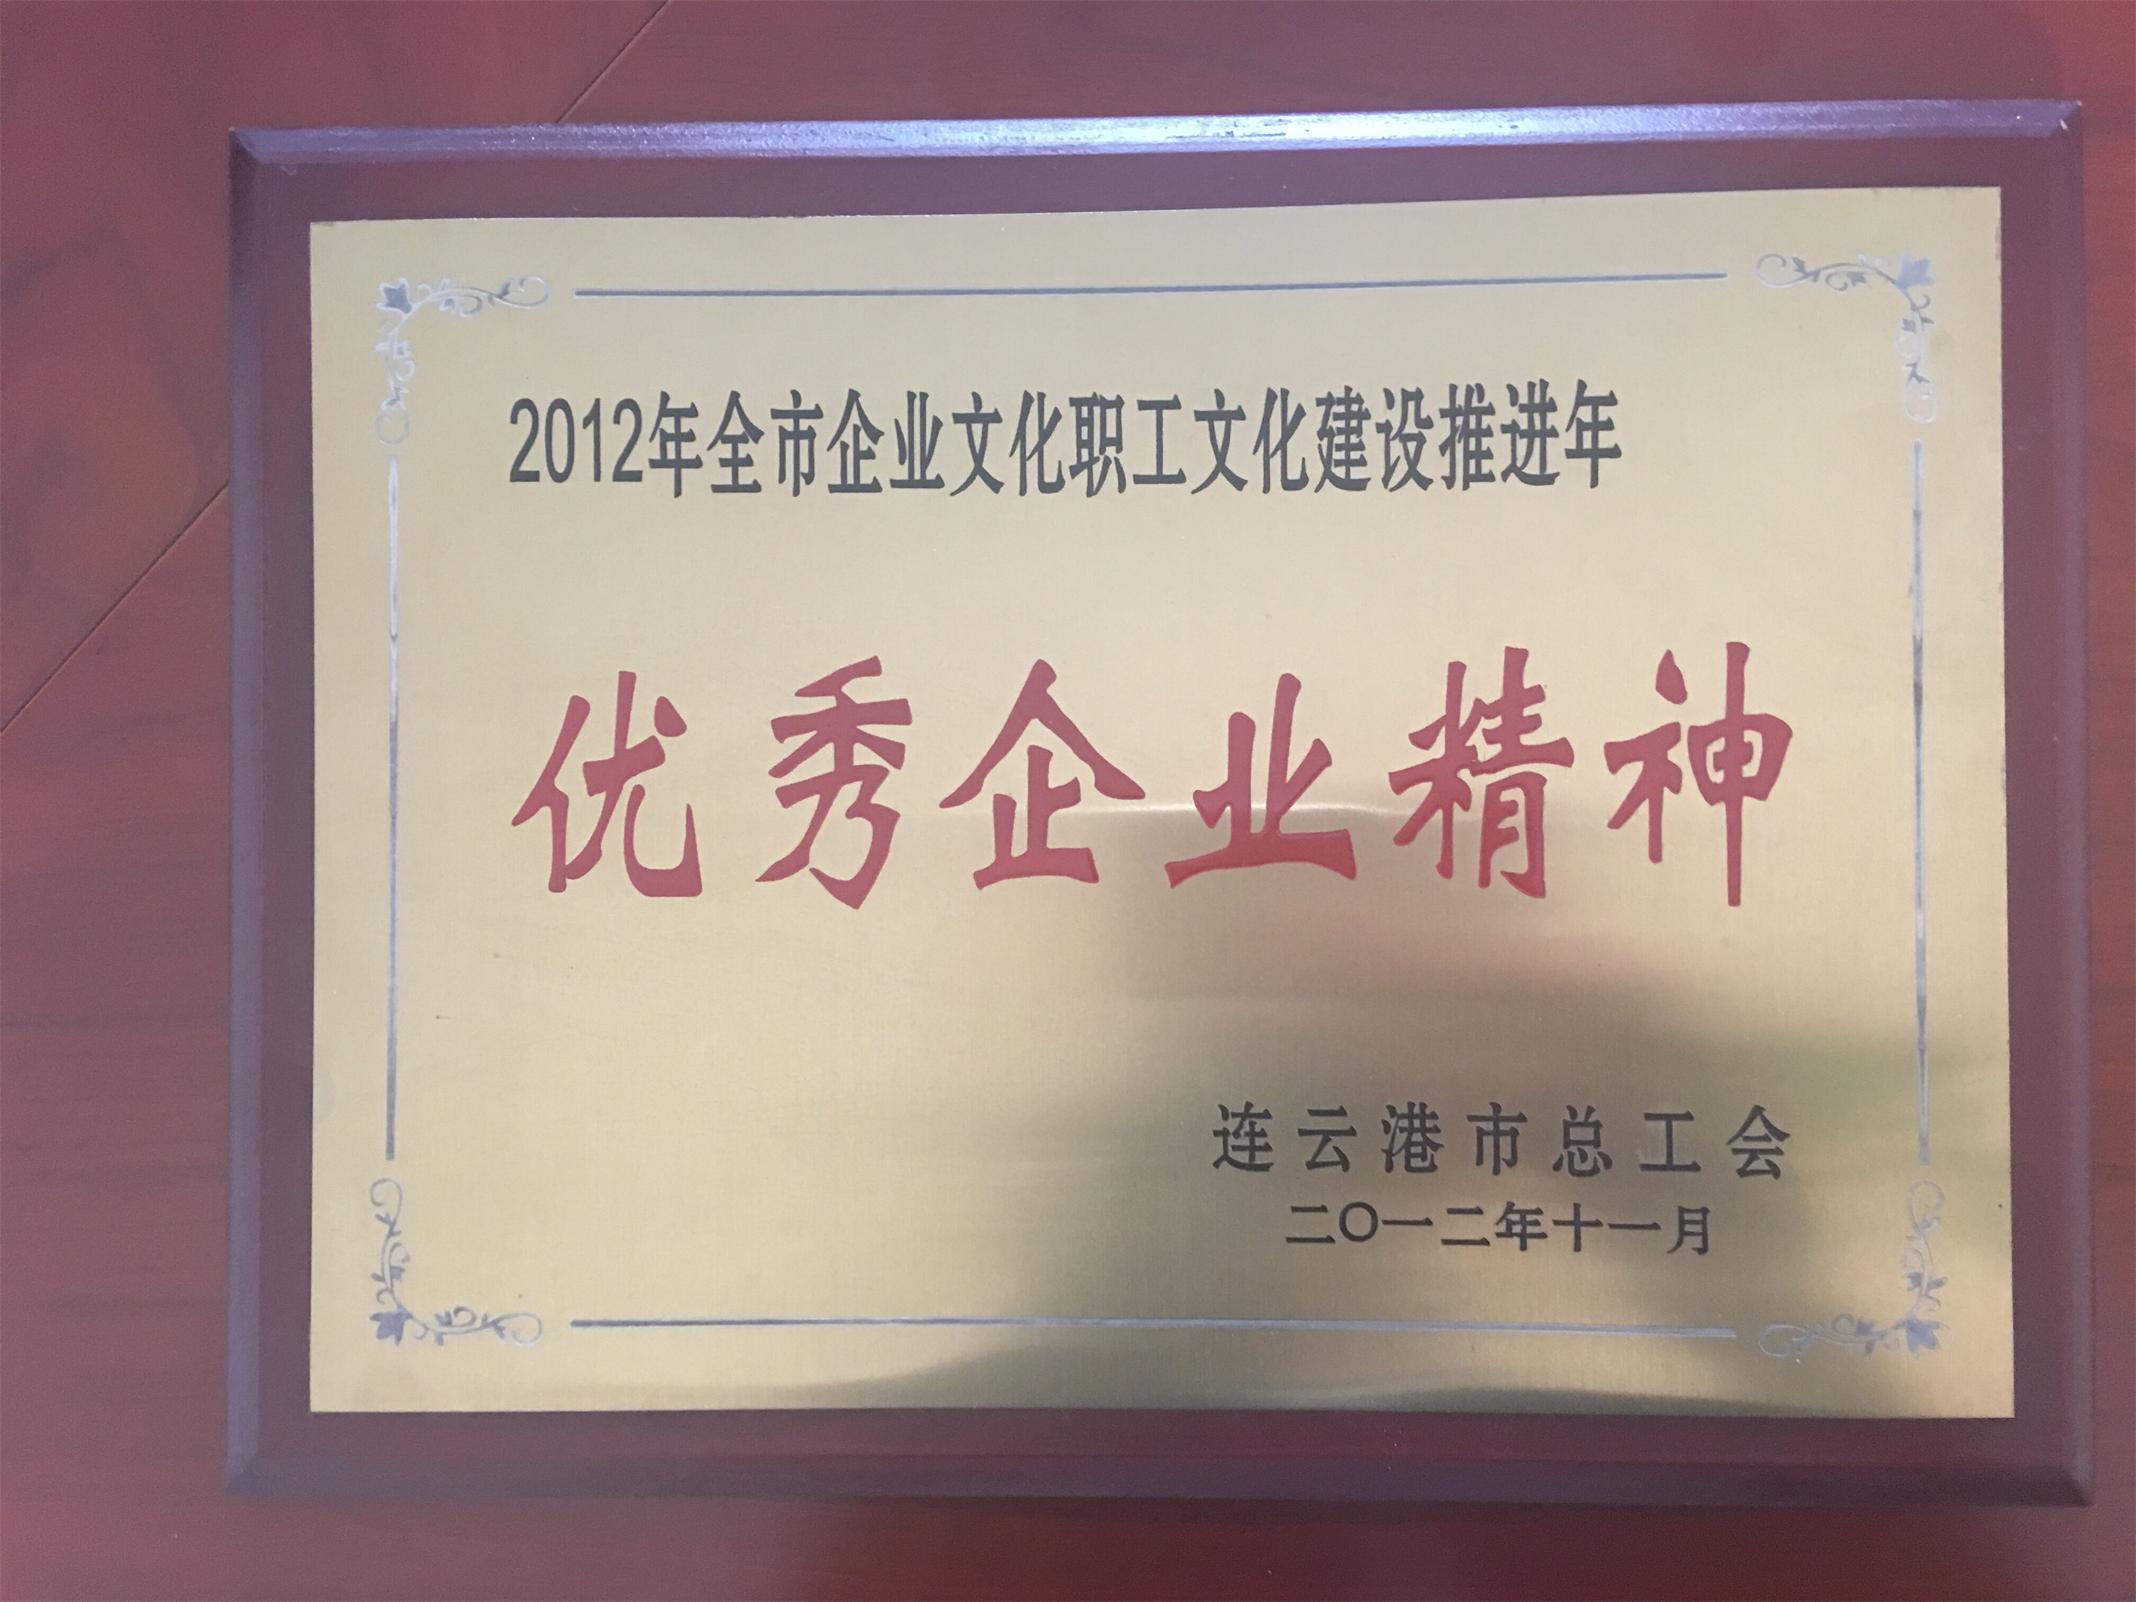 2012年全市企业文化职工文化建设推进年
优秀企业精神
连云港市总工会
二〇一二年十一月